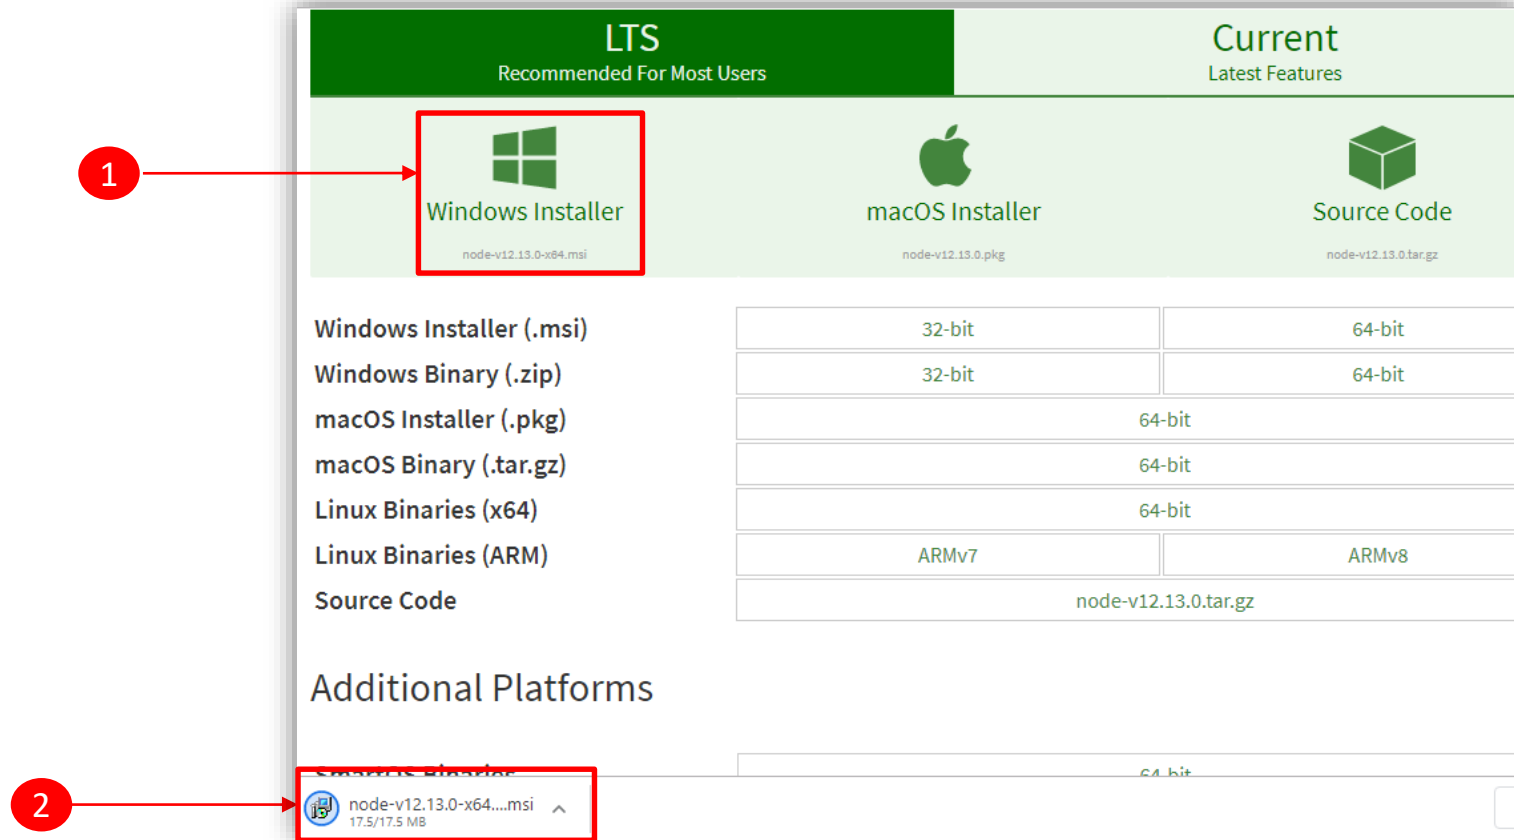 LTS
Recommended For Most Users
Current
Latest Features
1
Windows Installer
node-v12.13.0-x64.msi
macOS Installer
node-v12.13.0.pkg
Source Code
node-v12.13.0.tar.gz
Windows Installer (.msi) 32-bit 64-bit
Windows Binary (.zip) 32-bit 64-bit
macOS Installer (.pkg) 64-bit
macOS Binary (.tar.gz) 64-bit
Linux Binaries (x64) 64-bit
Linux Binaries (ARM) ARMv7 ARMv8
Source Code node-v12.13.0.tar.gz
Additional Platforms
SmartOS Binaries 64-bit
2
node-v12.13.0-x64....msi
17.5/17.5 MB